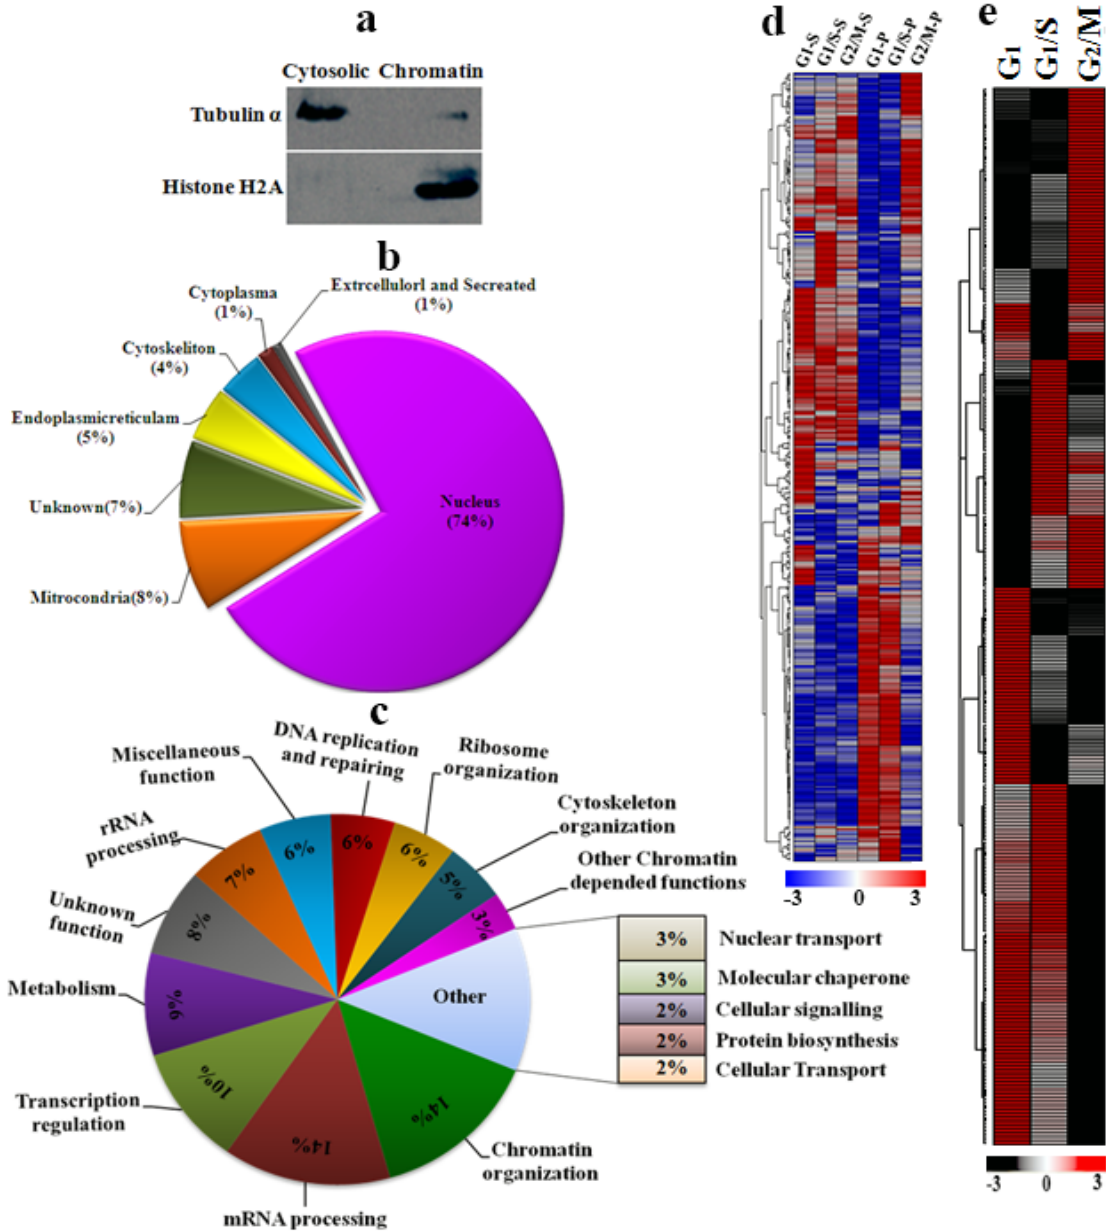 a
Cytosolic Chromatin
Tubulin α
Histone H2A
b
Extrcellulorl and Secreated
(1%)
Cytoplasma
(1%)
Cytoskeliton
(4%)
Endoplasmicreticulam
(5%)
Unknown(7%)
Mitrocondria(8%)
Nucleus
(74%)
c
DNA replication
and repairing
Ribosome
organization
Cytoskeleton
organization
Other Chromatin
depended functions
Miscellaneous
function
rRNA
processing
Unknown
function
Metabolism
Transcription
regulation
mRNA processing
Chromatin
organization
Other
6%
6%
5%
3%
14%
14%
10%
9%
8%
7%
6%
3% Nuclear transport
3% Molecular chaperone
2% Cellular signalling
2% Protein biosynthesis
2% Cellular Transport
d
G1-S
G1/S-S
G2/M-S
G1-P
G1/S-P
G2/M-P
-3 0 3
e
G1
G1/S
G2/M
-3 0 3